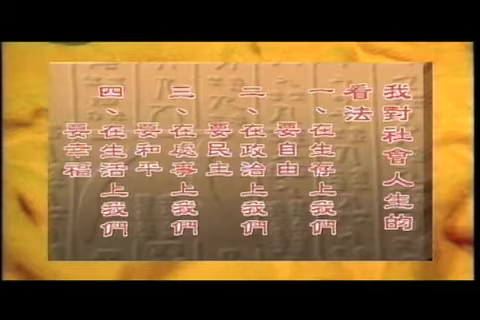 我對社會人生的
看法
一、在生存上我們
要自由
二、在政治上我們
要民主
三、在處事上我們
要和平
四、在生活上我們
要幸福